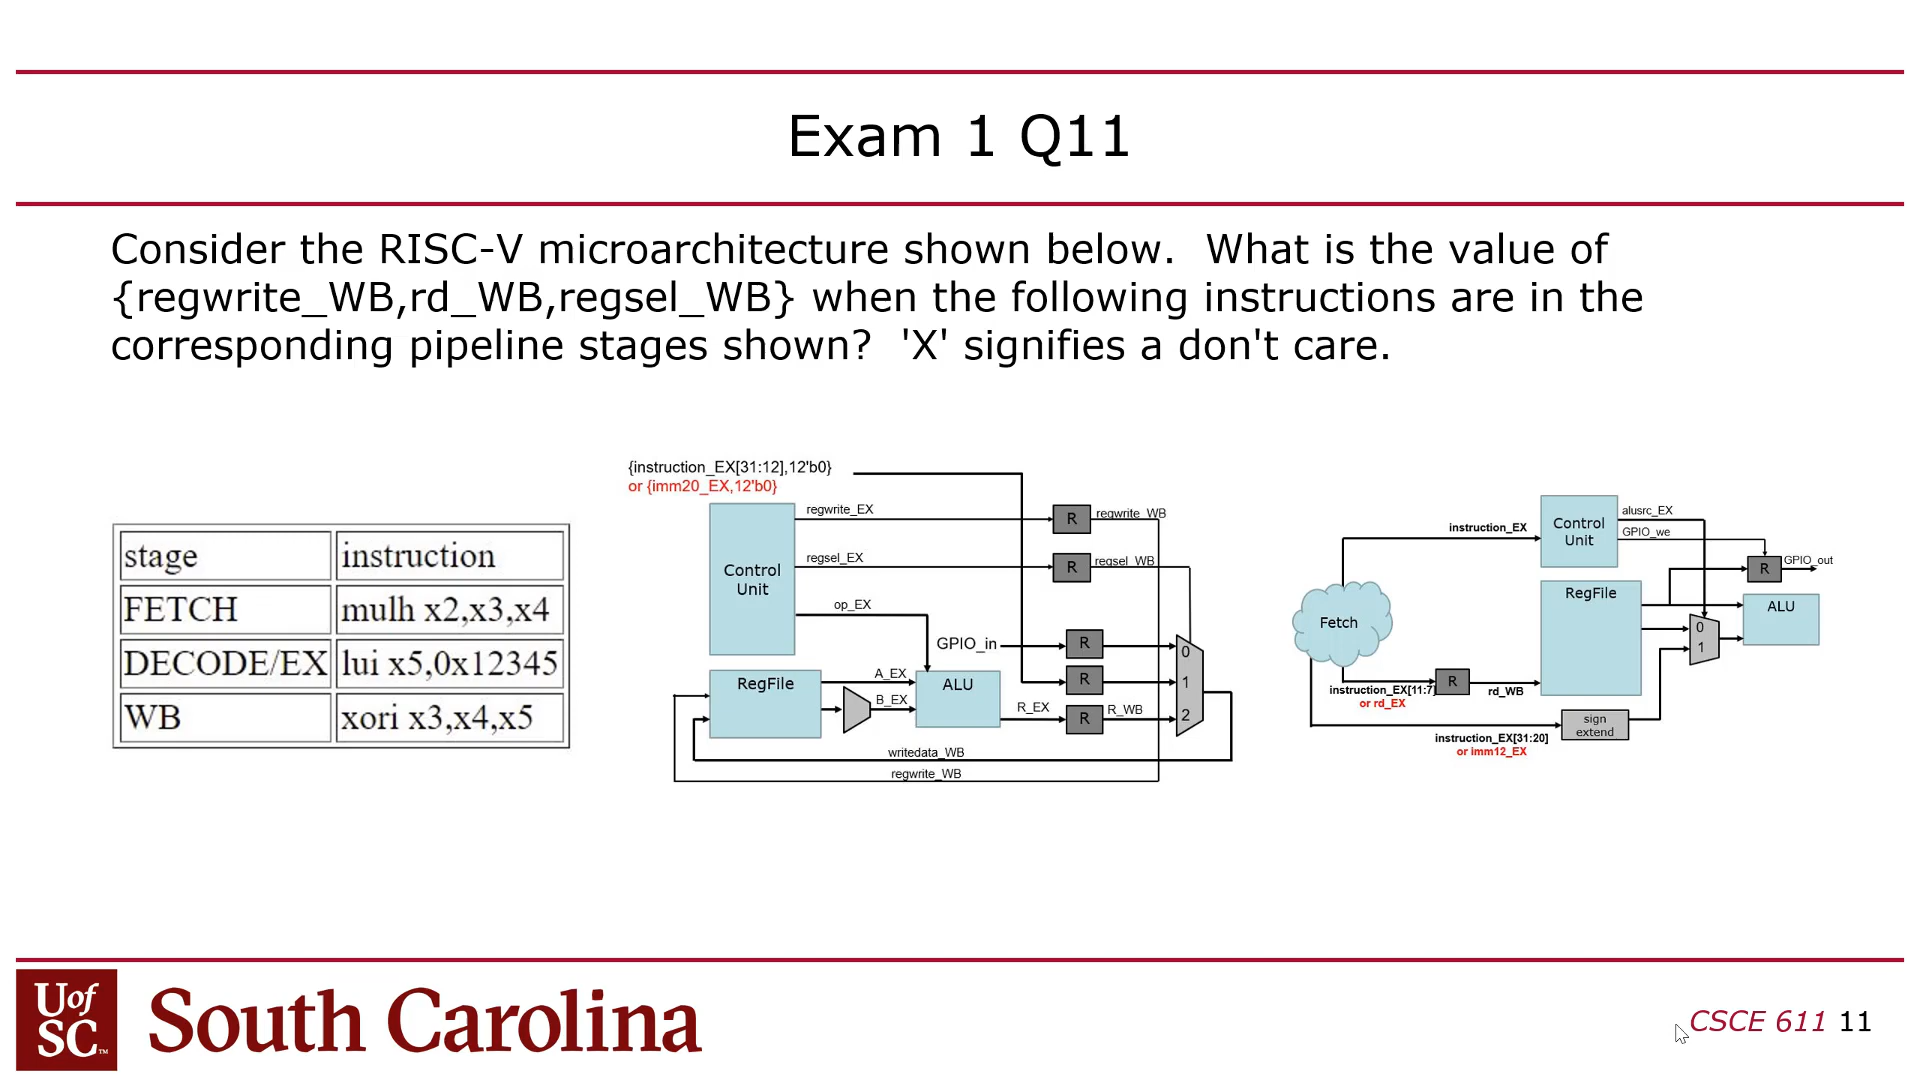 Exam 1 Q11
Consider the RISC-V microarchitecture shown below.  What is the value of
{regwrite_WB,rd_WB,regsel_WB} when the following instructions are in the
corresponding pipeline stages shown?  'X' signifies a don't care.
stage instruction
FETCH mulh x2,x3,x4
DECODE/EX lui x5,0x12345
WB xori x3,x4,x5
{instruction_EX[31:12],12'b0}
or {imm20_EX,12'b0}
Control
Unit
regwrite_EX
R
regwrite_WB
regsel_EX
R
regsel_WB
op_EX
GPIO_in
R
0
RegFile
A_EX
ALU
R
1
B_EX
R_EX
R
R_WB
2
writedata_WB
regwrite_WB
instruction_EX
Control
Unit
alusrc_EX
GPIO_we
R
GPIO_out
Fetch
RegFile
ALU
0
1
instruction_EX[11:7]
or rd_EX
R
rd_WB
sign
extend
instruction_EX[31:20]
or imm12_EX
UofSC™
South Carolina
CSCE 611 11